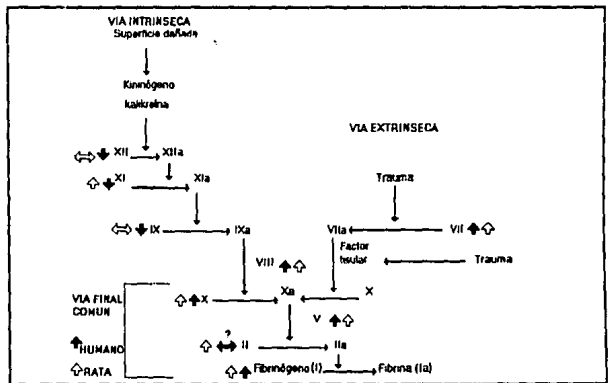 VIA INTRINSECA
Superficie dañada
Kininógeno
kalikreína
VIA EXTRINSECA
XII XIIa
XI XIa
Trauma
IX IXa VIIa VII
Factor
tisular Trauma
VIII
VIA FINAL
COMUN
X Xa X
V
HUMANO
?
II IIa
RATA
Fibrinógeno (I) Fibrina (Ia)